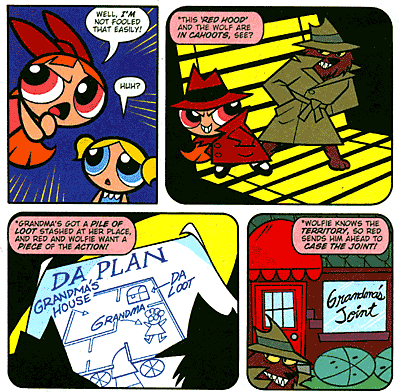 WELL, I'M
NOT FOOLED
THAT EASILY!
HUH?
"THIS 'RED HOOD'
AND THE WOLF ARE
IN CAHOOTS, SEE?
"GRANDMA'S GOT A PILE OF
LOOT STASHED AT HER PLACE,
AND RED AND WOLFIE WANT A
PIECE OF THE ACTION!
DA PLAN
GRANDMA'S
HOUSE
DA
LOOT
GRANDMA
"WOLFIE KNOWS THE
TERRITORY, SO RED
SENDS HIM AHEAD TO
CASE THE JOINT!
Grandma's
Joint